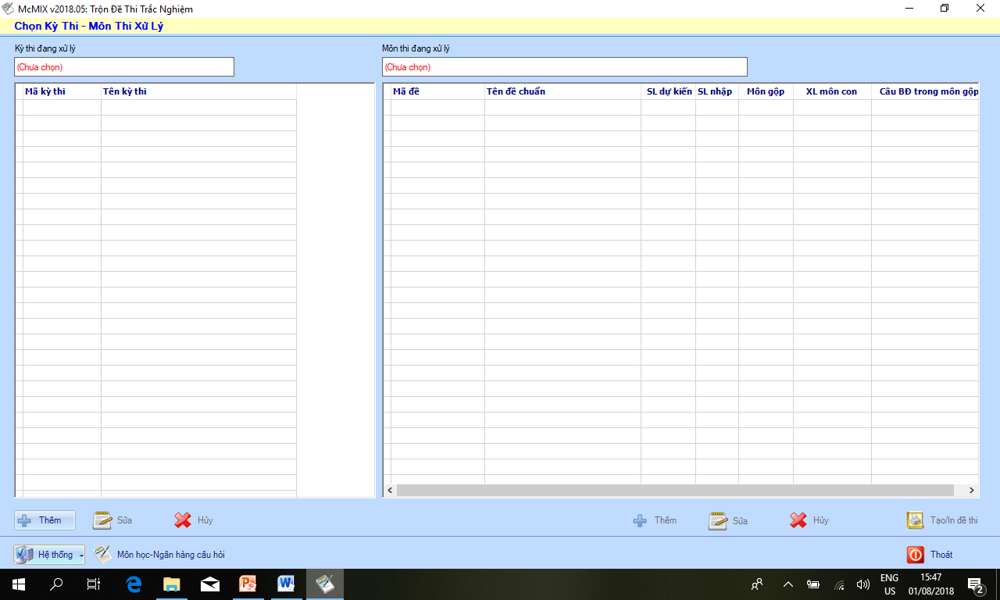 McMIX v2018.05: Trộn Đề Thi Trắc Nghiệm
Chọn Kỳ Thi - Môn Thi Xử Lý
Kỳ thi đang xử lý
Môn thi đang xử lý
(Chưa chọn)
(Chưa chọn)
Mã kỳ thi Tên kỳ thi
Mã đề Tên đề chuẩn SL dự kiến SL nhập Môn gộp XL môn con Câu BĐ trong môn gộp
Thêm Sửa Hủy
Thêm Sửa Hủy Tạo/In đề thi
Hệ thống Môn học-Ngân hàng câu hỏi Thoát
ENG
US
15:47
01/08/2018
2